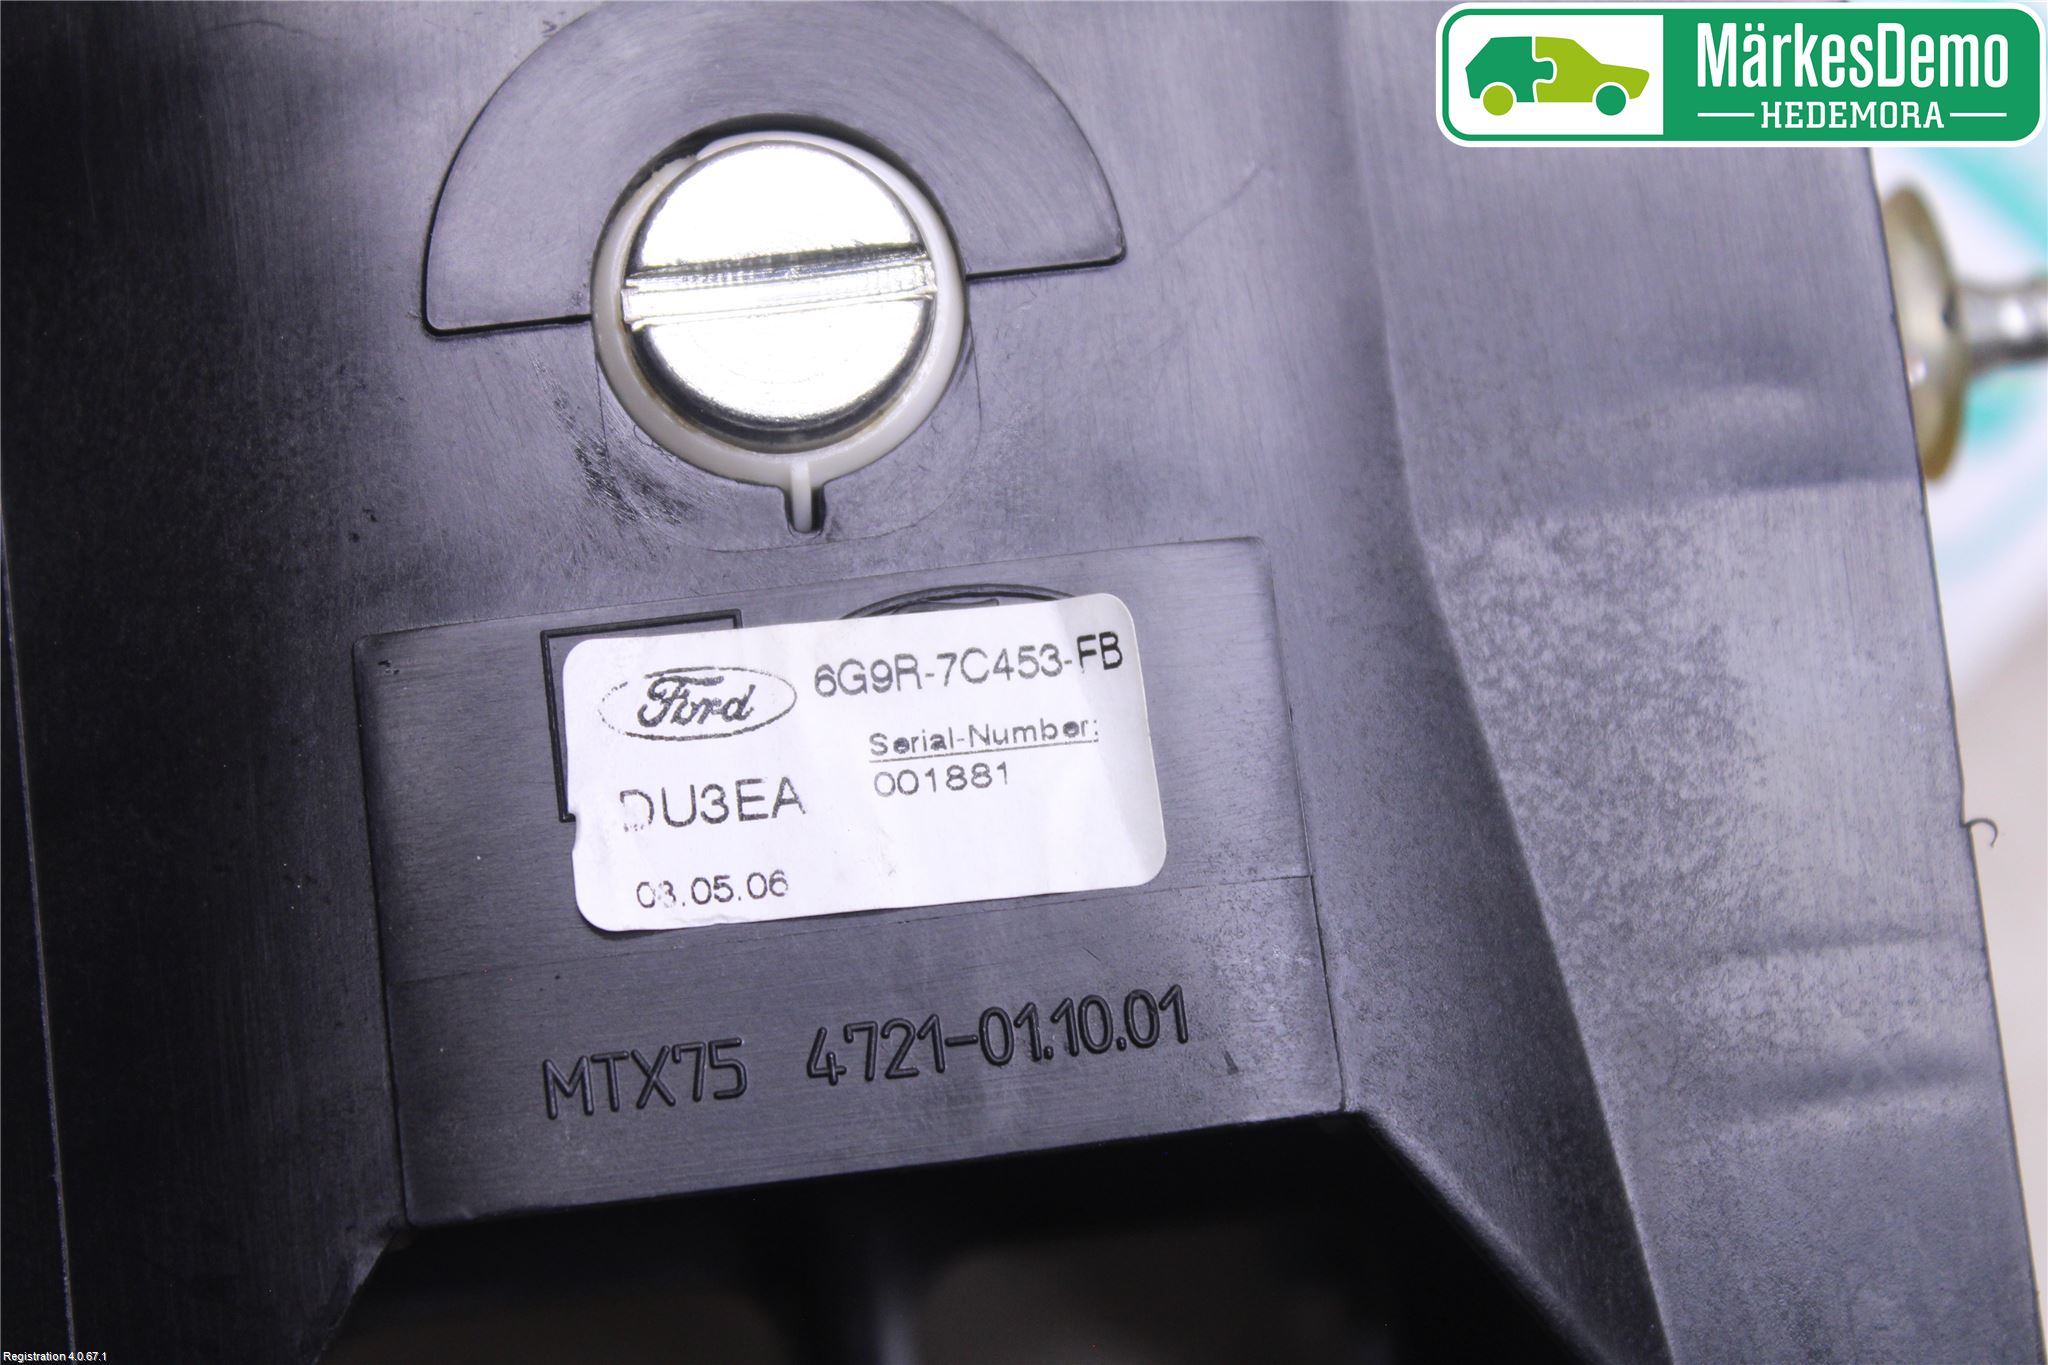 MärkesDemo
HEDEMORA
Ford
6G9R-7C453-FB
Serial-Number:
001881
DU3EA
03.05.06
MTX75 4721-01.10.01
Registration 4.0.67.1